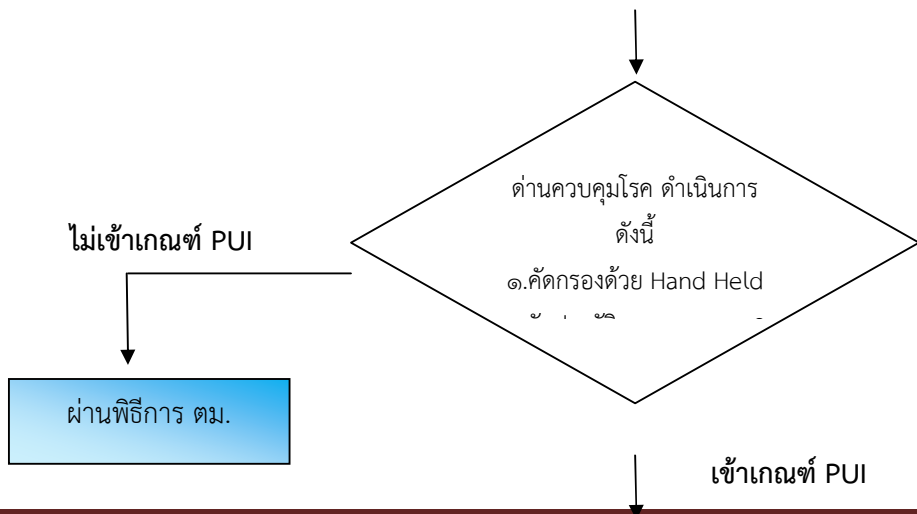 ด่านควบคุมโรค ดำเนินการ
ดังนี้
๑.คัดกรองด้วย Hand Held
ไม่เข้าเกณฑ์ PUI
ผ่านพิธีการ ตม.
เข้าเกณฑ์ PUI